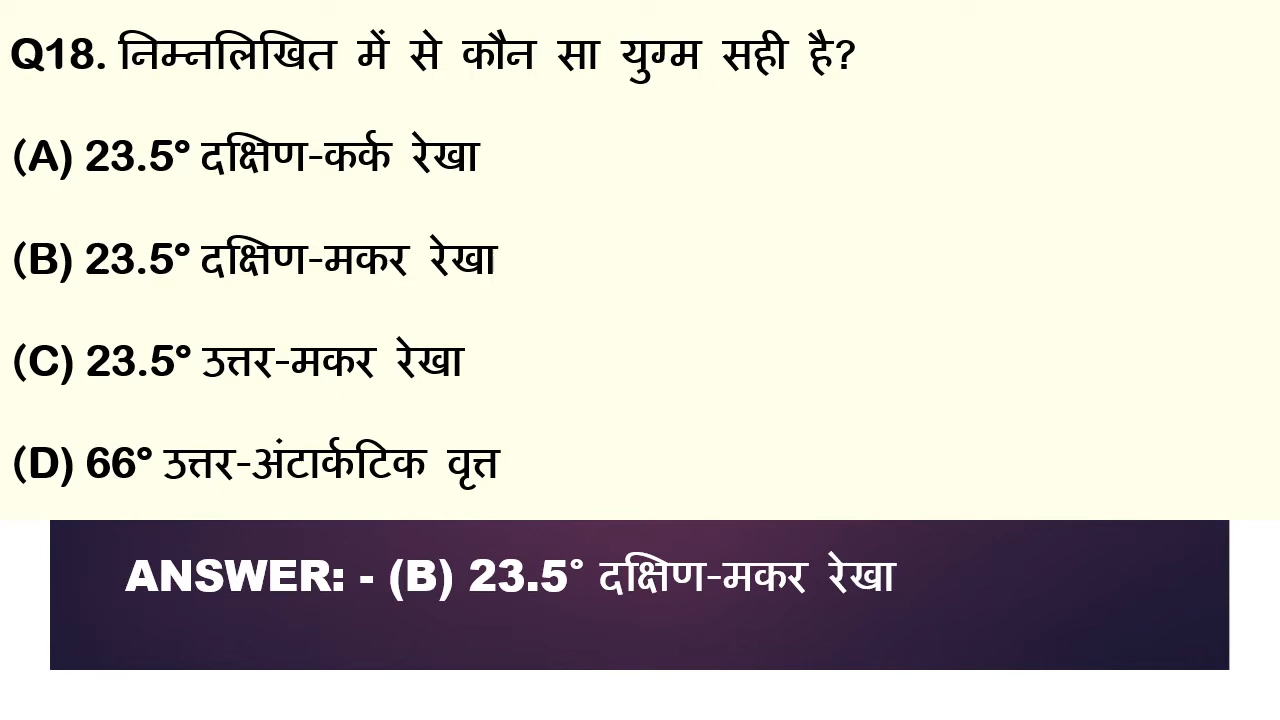 Q18. निम्नलिखित में से कौन सा युग्म सही है?
(A) 23.5° दक्षिण-कर्क रेखा
(B) 23.5° दक्षिण-मकर रेखा
(C) 23.5° उत्तर-मकर रेखा
(D) 66° उत्तर-अंटार्कटिक वृत्त
ANSWER: - (B) 23.5° दक्षिण-मकर रेखा